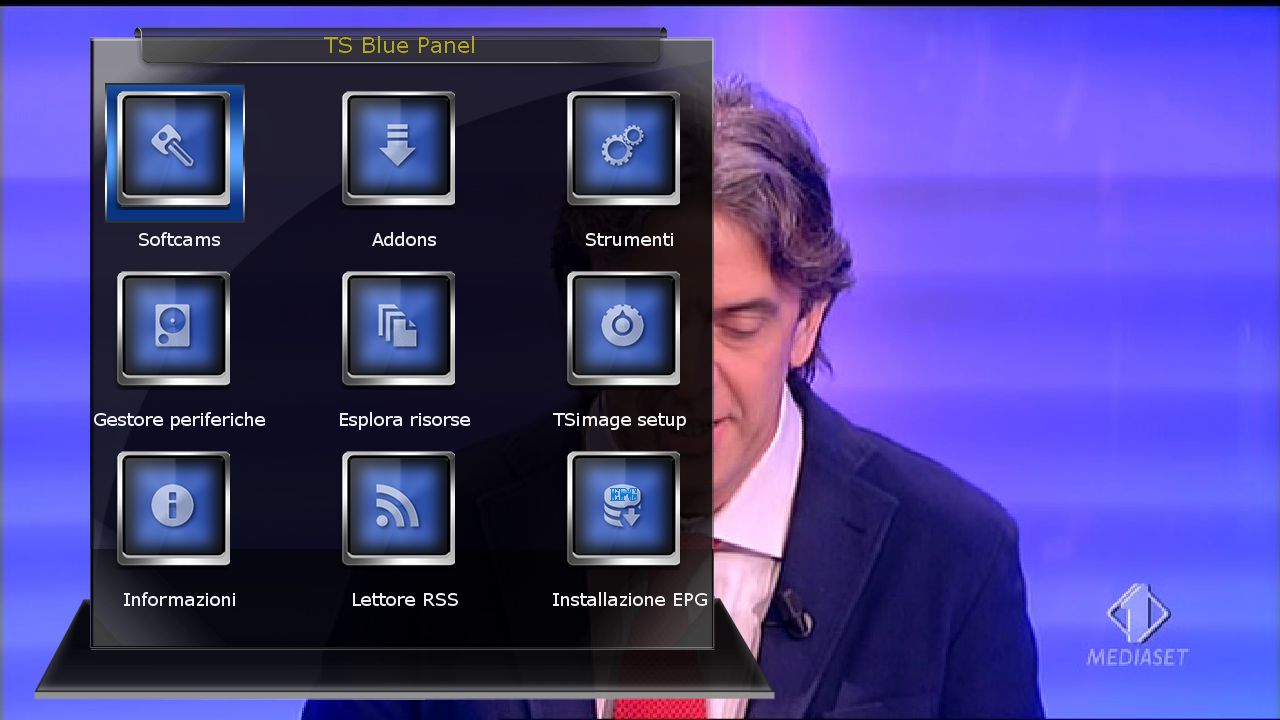 TS Blue Panel
Softcams
Addons
Strumenti
Gestore periferiche
Esplora risorse
TSimage setup
EPG
Informazioni
Lettore RSS
Installazione EPG
1
MEDIASET